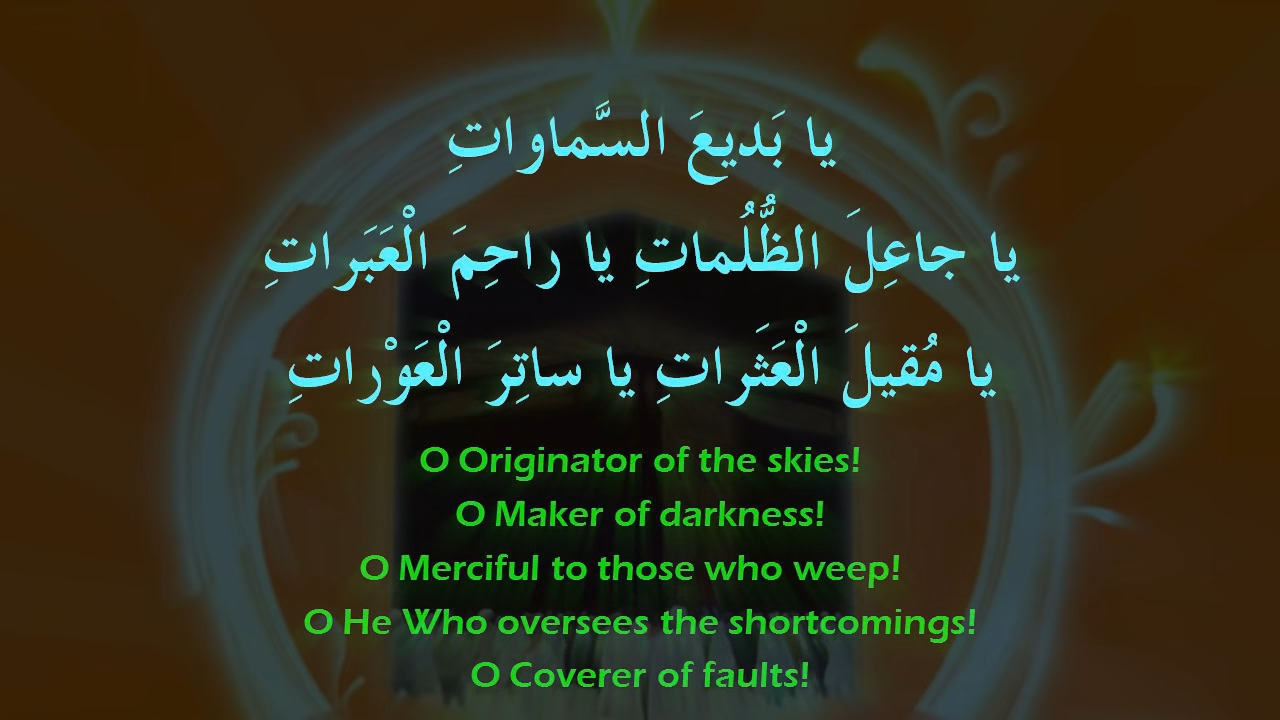 يا بَديعَ السَّماواتِ
يا جاعِلَ الظُّلُماتِ يا راحِمَ الْعَبَراتِ
يا مُقيلَ الْعَثَراتِ يا ساتِرَ الْعَوْراتِ
O Originator of the skies!
O Maker of darkness!
O Merciful to those who weep!
O He Who oversees the shortcomings!
O Coverer of faults!